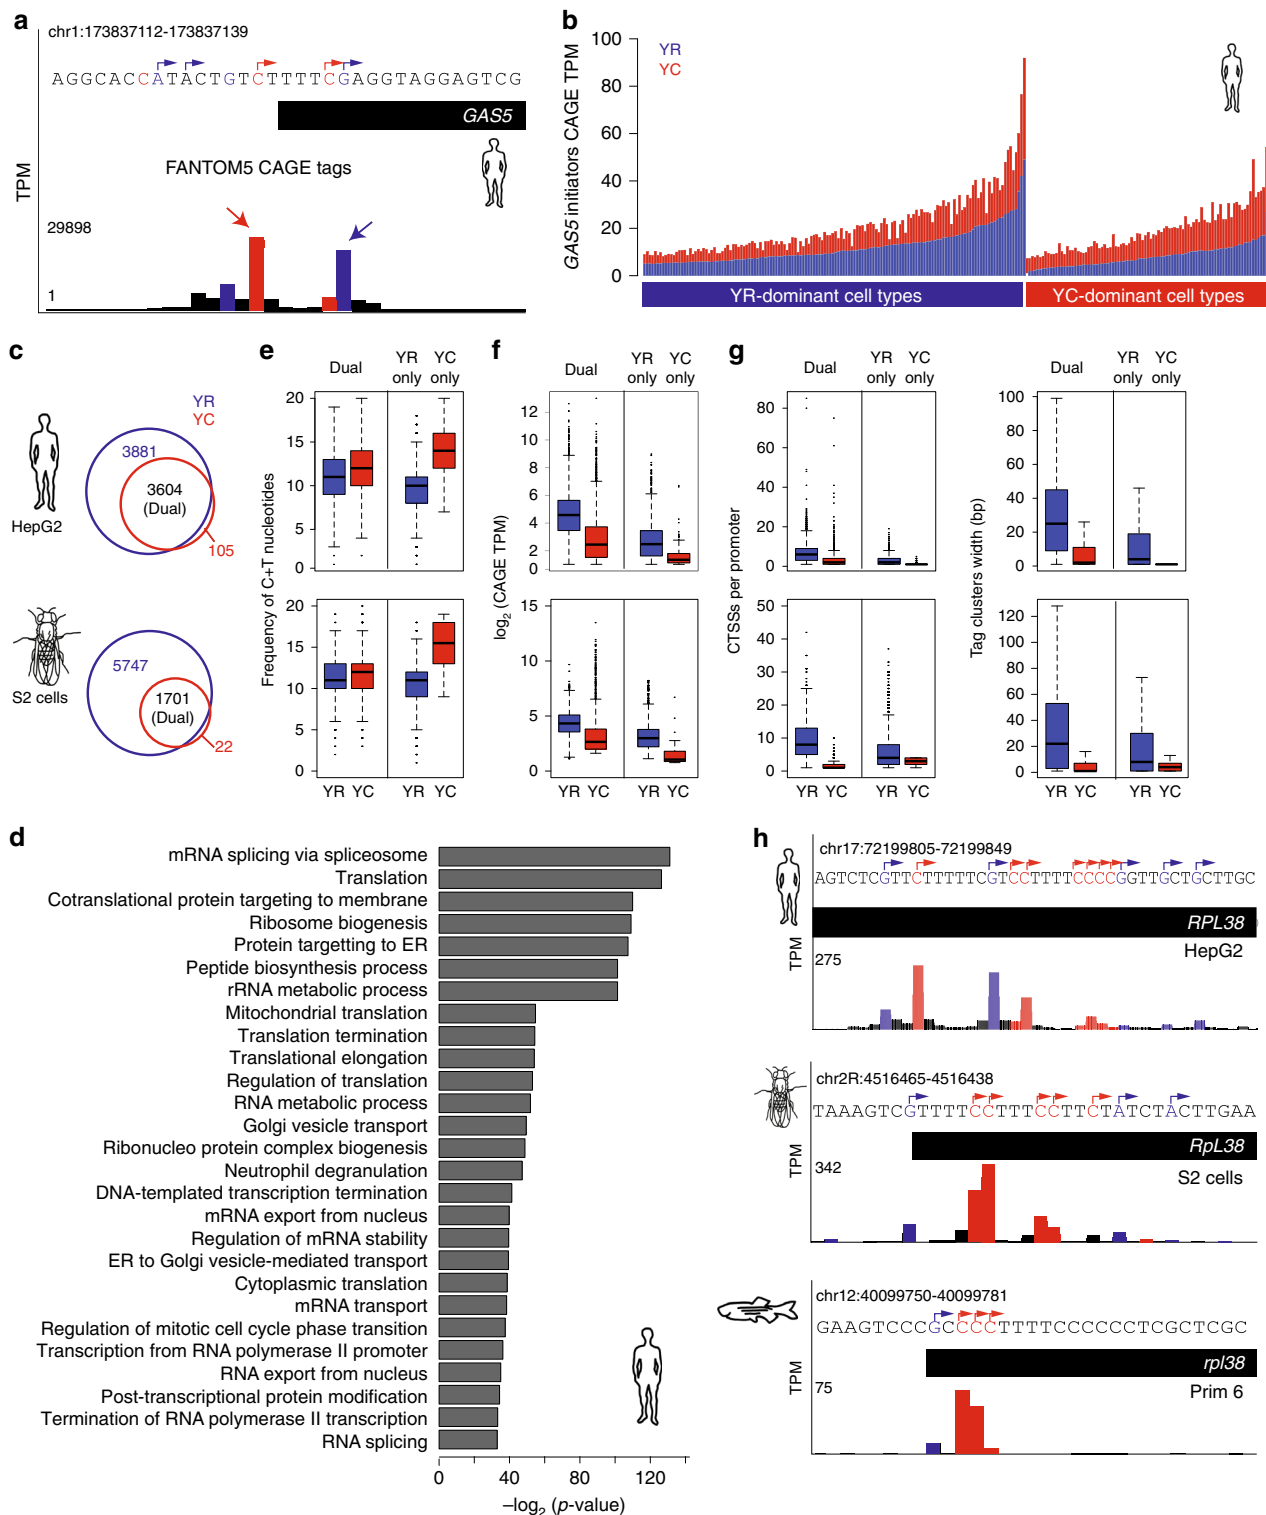 a
chr1:173837112-173837139
AGGCACCATACTGTCTTTTCGAGGTAGGAGTCG
GAS5
FANTOM5 CAGE tags
TPM
29898
1
b
YR
YC
GAS5 initiators CAGE TPM
100
80
60
40
20
0
YR-dominant cell types
YC-dominant cell types
c
YR
YC
3881
3604
(Dual)
105
HepG2
5747
1701
(Dual)
22
S2 cells
e
Dual
YR only
YC only
Frequency of C+T nucleotides
20
15
10
5
0
20
15
10
5
0
YR YC
YR YC
f
Dual
YR only
YC only
log2 (CAGE TPM)
12
10
8
6
4
2
0
15
10
5
0
YR YC
YR YC
g
Dual
YR only
YC only
CTSSs per promoter
80
60
40
20
0
50
40
30
20
10
0
YR YC
YR YC
Dual
YR only
YC only
Tag clusters width (bp)
100
80
60
40
20
0
120
100
80
60
40
20
0
YR YC
YR YC
d
mRNA splicing via spliceosome
Translation
Cotranslational protein targeting to membrane
Ribosome biogenesis
Protein targetting to ER
Peptide biosynthesis process
rRNA metabolic process
Mitochondrial translation
Translation termination
Translational elongation
Regulation of translation
RNA metabolic process
Golgi vesicle transport
Ribonucleo protein complex biogenesis
Neutrophil degranulation
DNA-templated transcription termination
mRNA export from nucleus
Regulation of mRNA stability
ER to Golgi vesicle-mediated transport
Cytoplasmic translation
mRNA transport
Regulation of mitotic cell cycle phase transition
Transcription from RNA polymerase II promoter
RNA export from nucleus
Post-transcriptional protein modification
Termination of RNA polymerase II transcription
RNA splicing
0 40 80 120
–log2 (p-value)
h
chr17:72199805-72199849
AGTCTCGTTCTTTTTCGTCCTTTTCCCCGGTTGCTGCTTGC
RPL38
HepG2
TPM
275
chr2R:4516465-4516438
TAAAGTCGTTTTCCTTTCCTTCTATCTACTTGAA
RpL38
S2 cells
TPM
342
chr12:40099750-40099781
GAAGTCCCGCCCCTTTTCCCCCCTCGCTCGC
rpl38
Prim 6
TPM
75